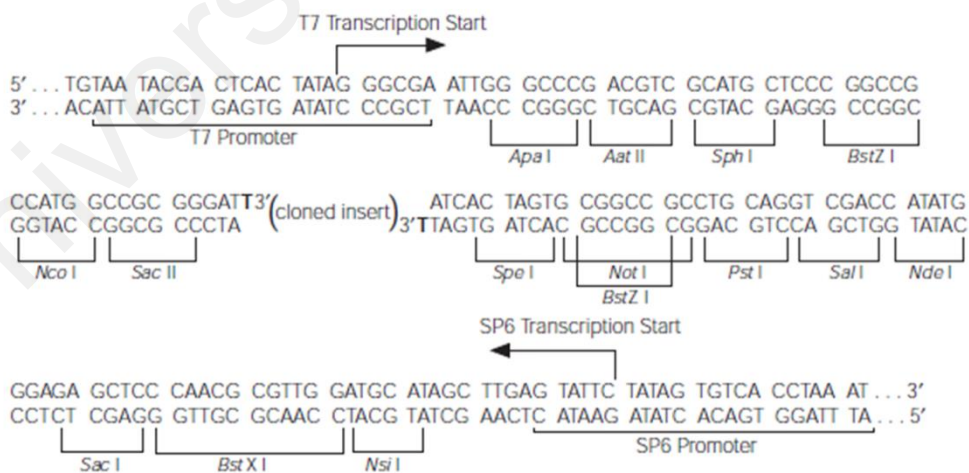 T7 Transcription Start
5′ ... TGTAA TACGA CTCAC TATAG GGCGA ATTGG GCCCG ACGTC GCATG CTCCC GGCCG
3′ ... ACATT ATGCT GAGTG ATATC CCGCT TAACC CGGGC TGCAG CGTAC GAGGG CCGGC
T7 Promoter
Apa I Aat II Sph I BstZ I
CCATG GCCGC GGGATT3′ (cloned insert) ATCAC TAGTG CGGCC GCCTG CAGGT CGACC ATATG
GGTAC CGGCG CCCTA 3′TTAGTG ATCAC GCCGG CGGAC GTCCA GCTGG TATAC
Nco I Sac II Spe I Not I Pst I Sal I Nde I
BstZ I
SP6 Transcription Start
GGAGA GCTCC CAACG CGTTG GATGC ATAGC TTGAG TATTC TATAG TGTCA CCTAA AT ... 3′
CCTCT CGAGG GTTGC GCAAC CTACG TATCG AACTC ATAAG ATATC ACAGT GGATT TA ... 5′
SP6 Promoter
Sac I BstX I Nsi I